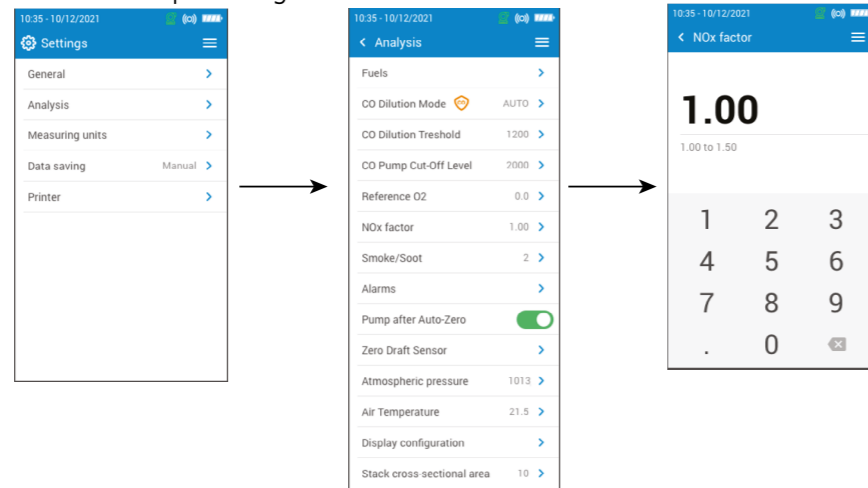 10:35 - 10/12/2021
Settings
General
Analysis
Measuring units
Data saving Manual
Printer
10:35 - 10/12/2021
Analysis
Fuels
CO Dilution Mode AUTO
CO Dilution Treshold 1200
CO Pump Cut-Off Level 2000
Reference O2 0.0
NOx factor 1.00
Smoke/Soot 2
Alarms
Pump after Auto-Zero
Zero Draft Sensor
Atmospheric pressure 1013
Air Temperature 21.5
Display configuration
Stack cross-sectional area 10
10:35 - 10/12/2021
NOx factor
1.00
1.00 to 1.50
1 2 3
4 5 6
7 8 9
. 0